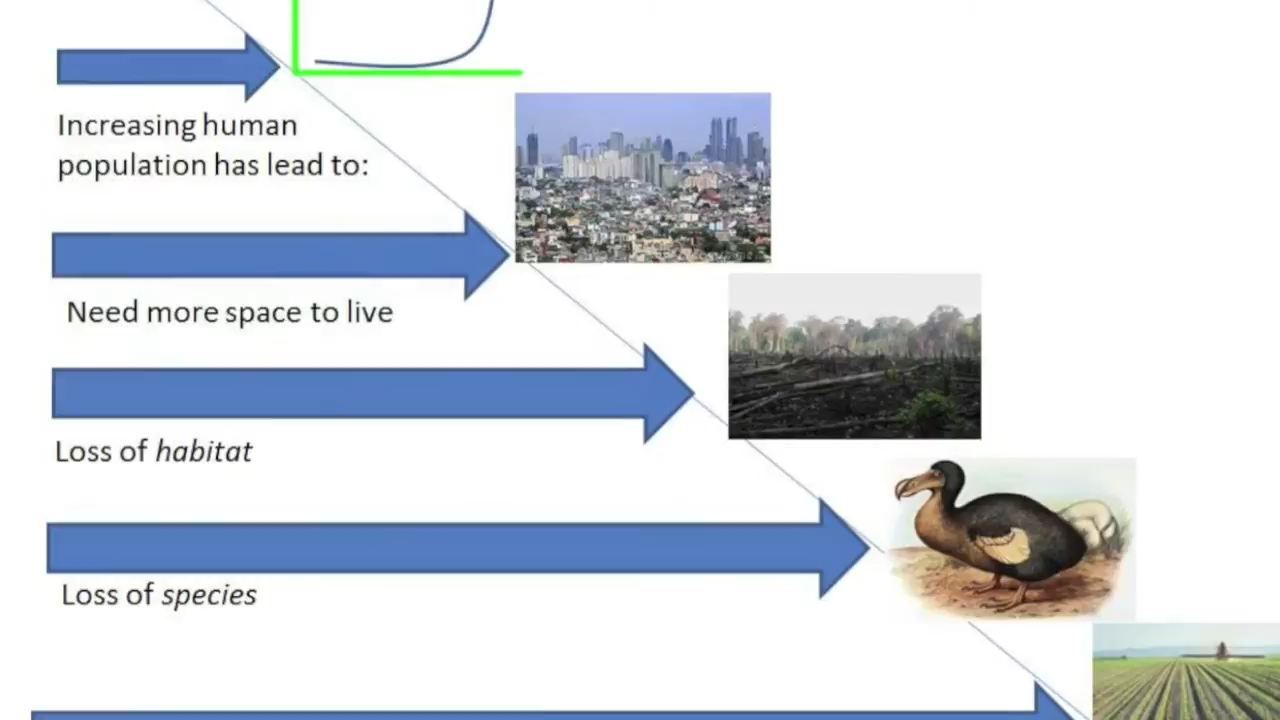 Increasing human
population has lead to:
Need more space to live
Loss of habitat
Loss of species